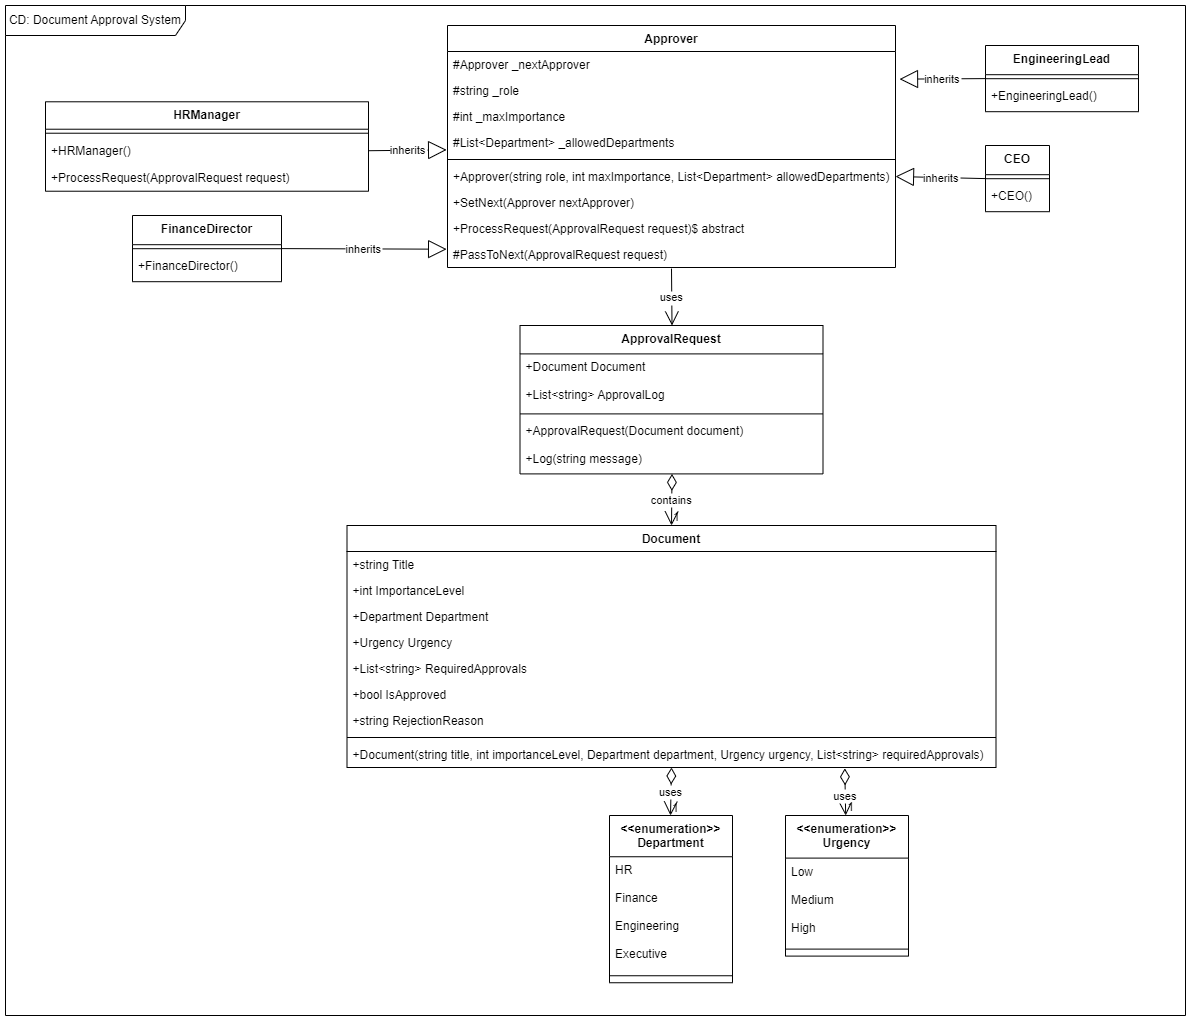 CD: Document Approval System
Approver
#Approver _nextApprover
#string _role
#int _maxImportance
#List<Department> _allowedDepartments
+Approver(string role, int maxImportance, List<Department> allowedDepartments)
+SetNext(Approver nextApprover)
+ProcessRequest(ApprovalRequest request)$ abstract
#PassToNext(ApprovalRequest request)
EngineeringLead
+EngineeringLead()
inherits
HRManager
+HRManager()
+ProcessRequest(ApprovalRequest request)
inherits
CEO
+CEO()
inherits
FinanceDirector
+FinanceDirector()
inherits
uses
ApprovalRequest
+Document Document
+List<string> ApprovalLog
+ApprovalRequest(Document document)
+Log(string message)
contains
1
Document
+string Title
+int ImportanceLevel
+Department Department
+Urgency Urgency
+List<string> RequiredApprovals
+bool IsApproved
+string RejectionReason
+Document(string title, int importanceLevel, Department department, Urgency urgency, List<string> requiredApprovals)
uses
1
uses
1
<<enumeration>>
Department
HR
Finance
Engineering
Executive
<<enumeration>>
Urgency
Low
Medium
High